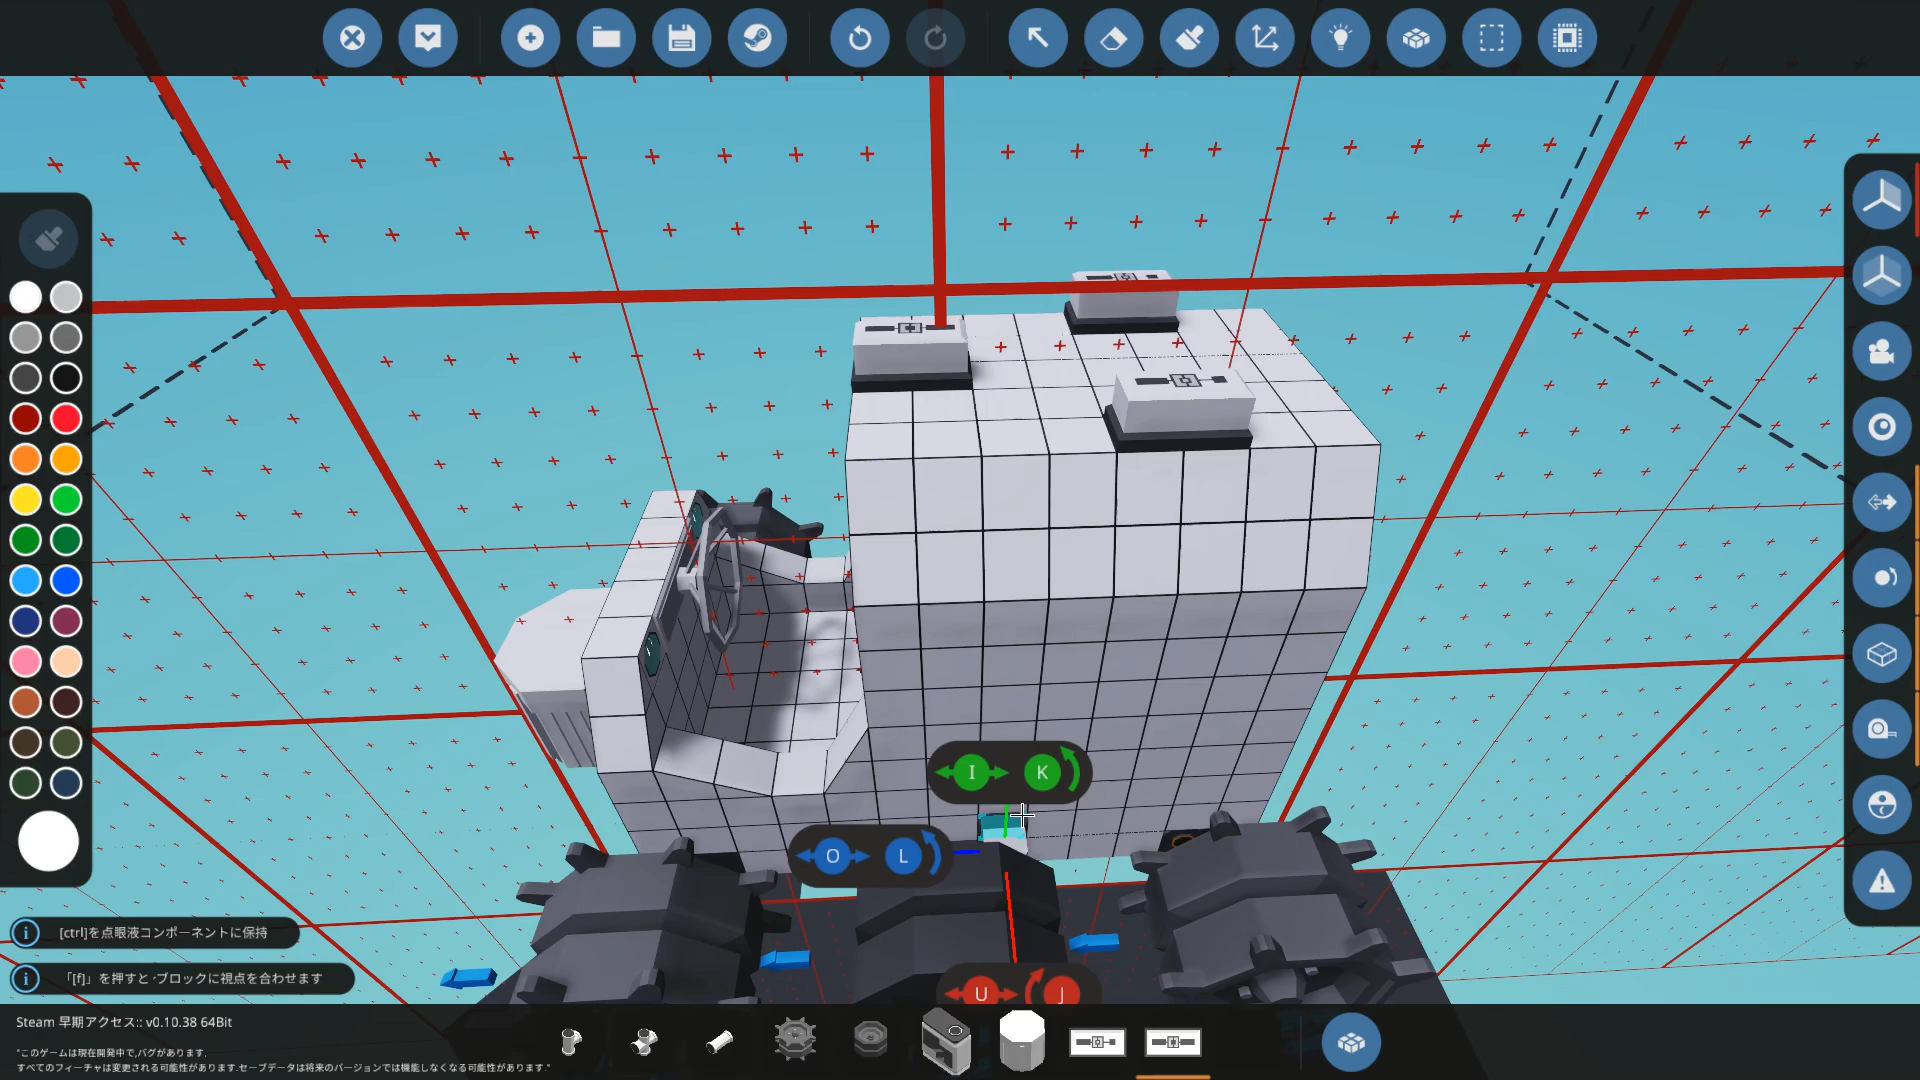 I
K
O
L
U
J
[ctrl]を点眼液コンポーネントに保持
「[f]」を押すと・ブロックに視点を合わせます
Steam 早期アクセス:: v0.10.38 64Bit
"このゲームは現在開発中で,バグがあります.
すべてのフィーチャは変更される可能性があります.セーブデータは将来のバージョンでは機能しなくなる可能性があります."